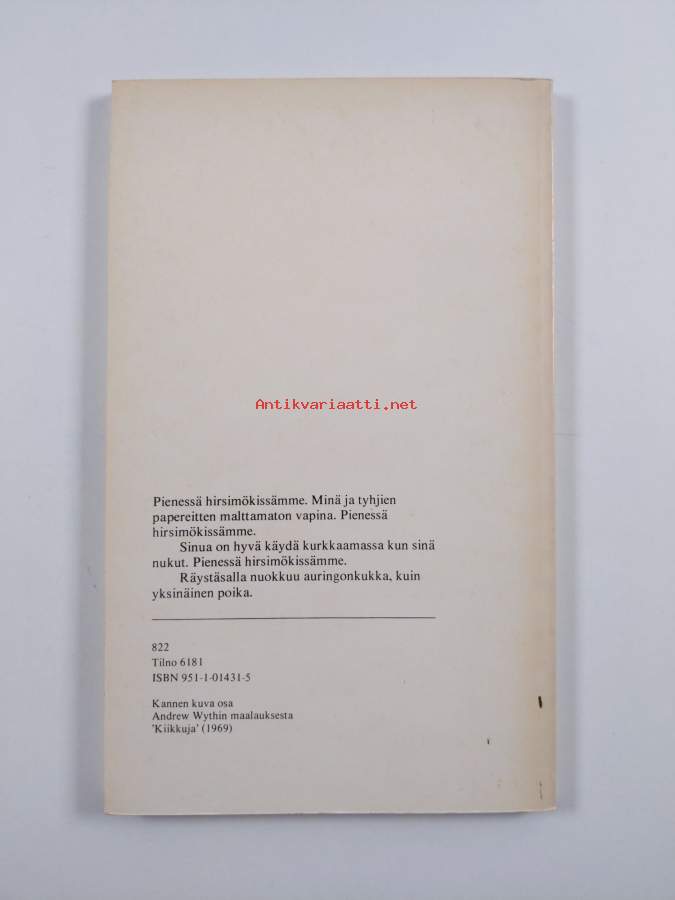 Antikvariaatti.net
Pienessä hirsimökissämme. Minä ja tyhjien
papereitten malttamaton vapina. Pienessä
hirsimökissämme.
Sinua on hyvä käydä kurkkaamassa kun sinä
nukut. Pienessä hirsimökissämme.
Räystäsalla nuokkuu auringonkukka, kuin
yksinäinen poika.
822
Tilno 6181
ISBN 951-1-01431-5
Kannen kuva osa
Andrew Wythin maalauksesta
'Kiikkuja' (1969)